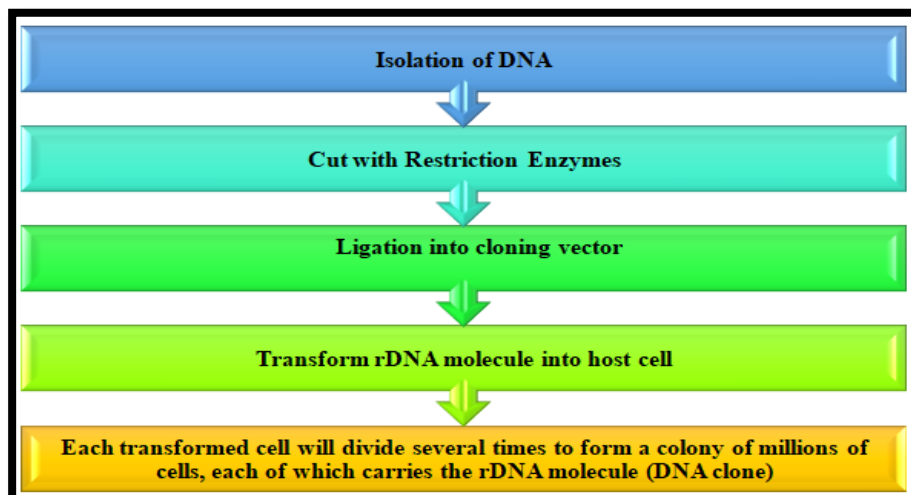 Isolation of DNA
Cut with Restriction Enzymes
Ligation into cloning vector
Transform rDNA molecule into host cell
Each transformed cell will divide several times to form a colony of millions of
cells, each of which carries the rDNA molecule (DNA clone)